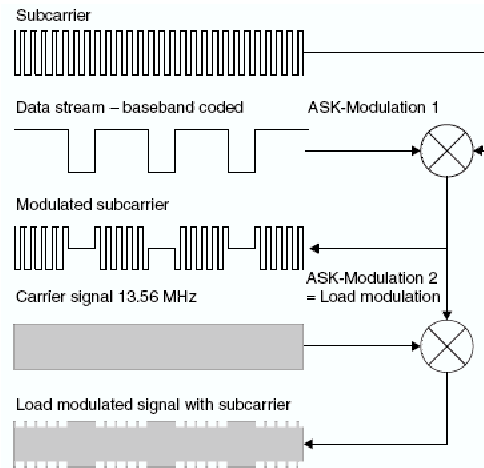 Subcarrier
Data stream – baseband coded
ASK-Modulation 1
Modulated subcarrier
ASK-Modulation 2
= Load modulation
Carrier signal 13.56 MHz
Load modulated signal with subcarrier